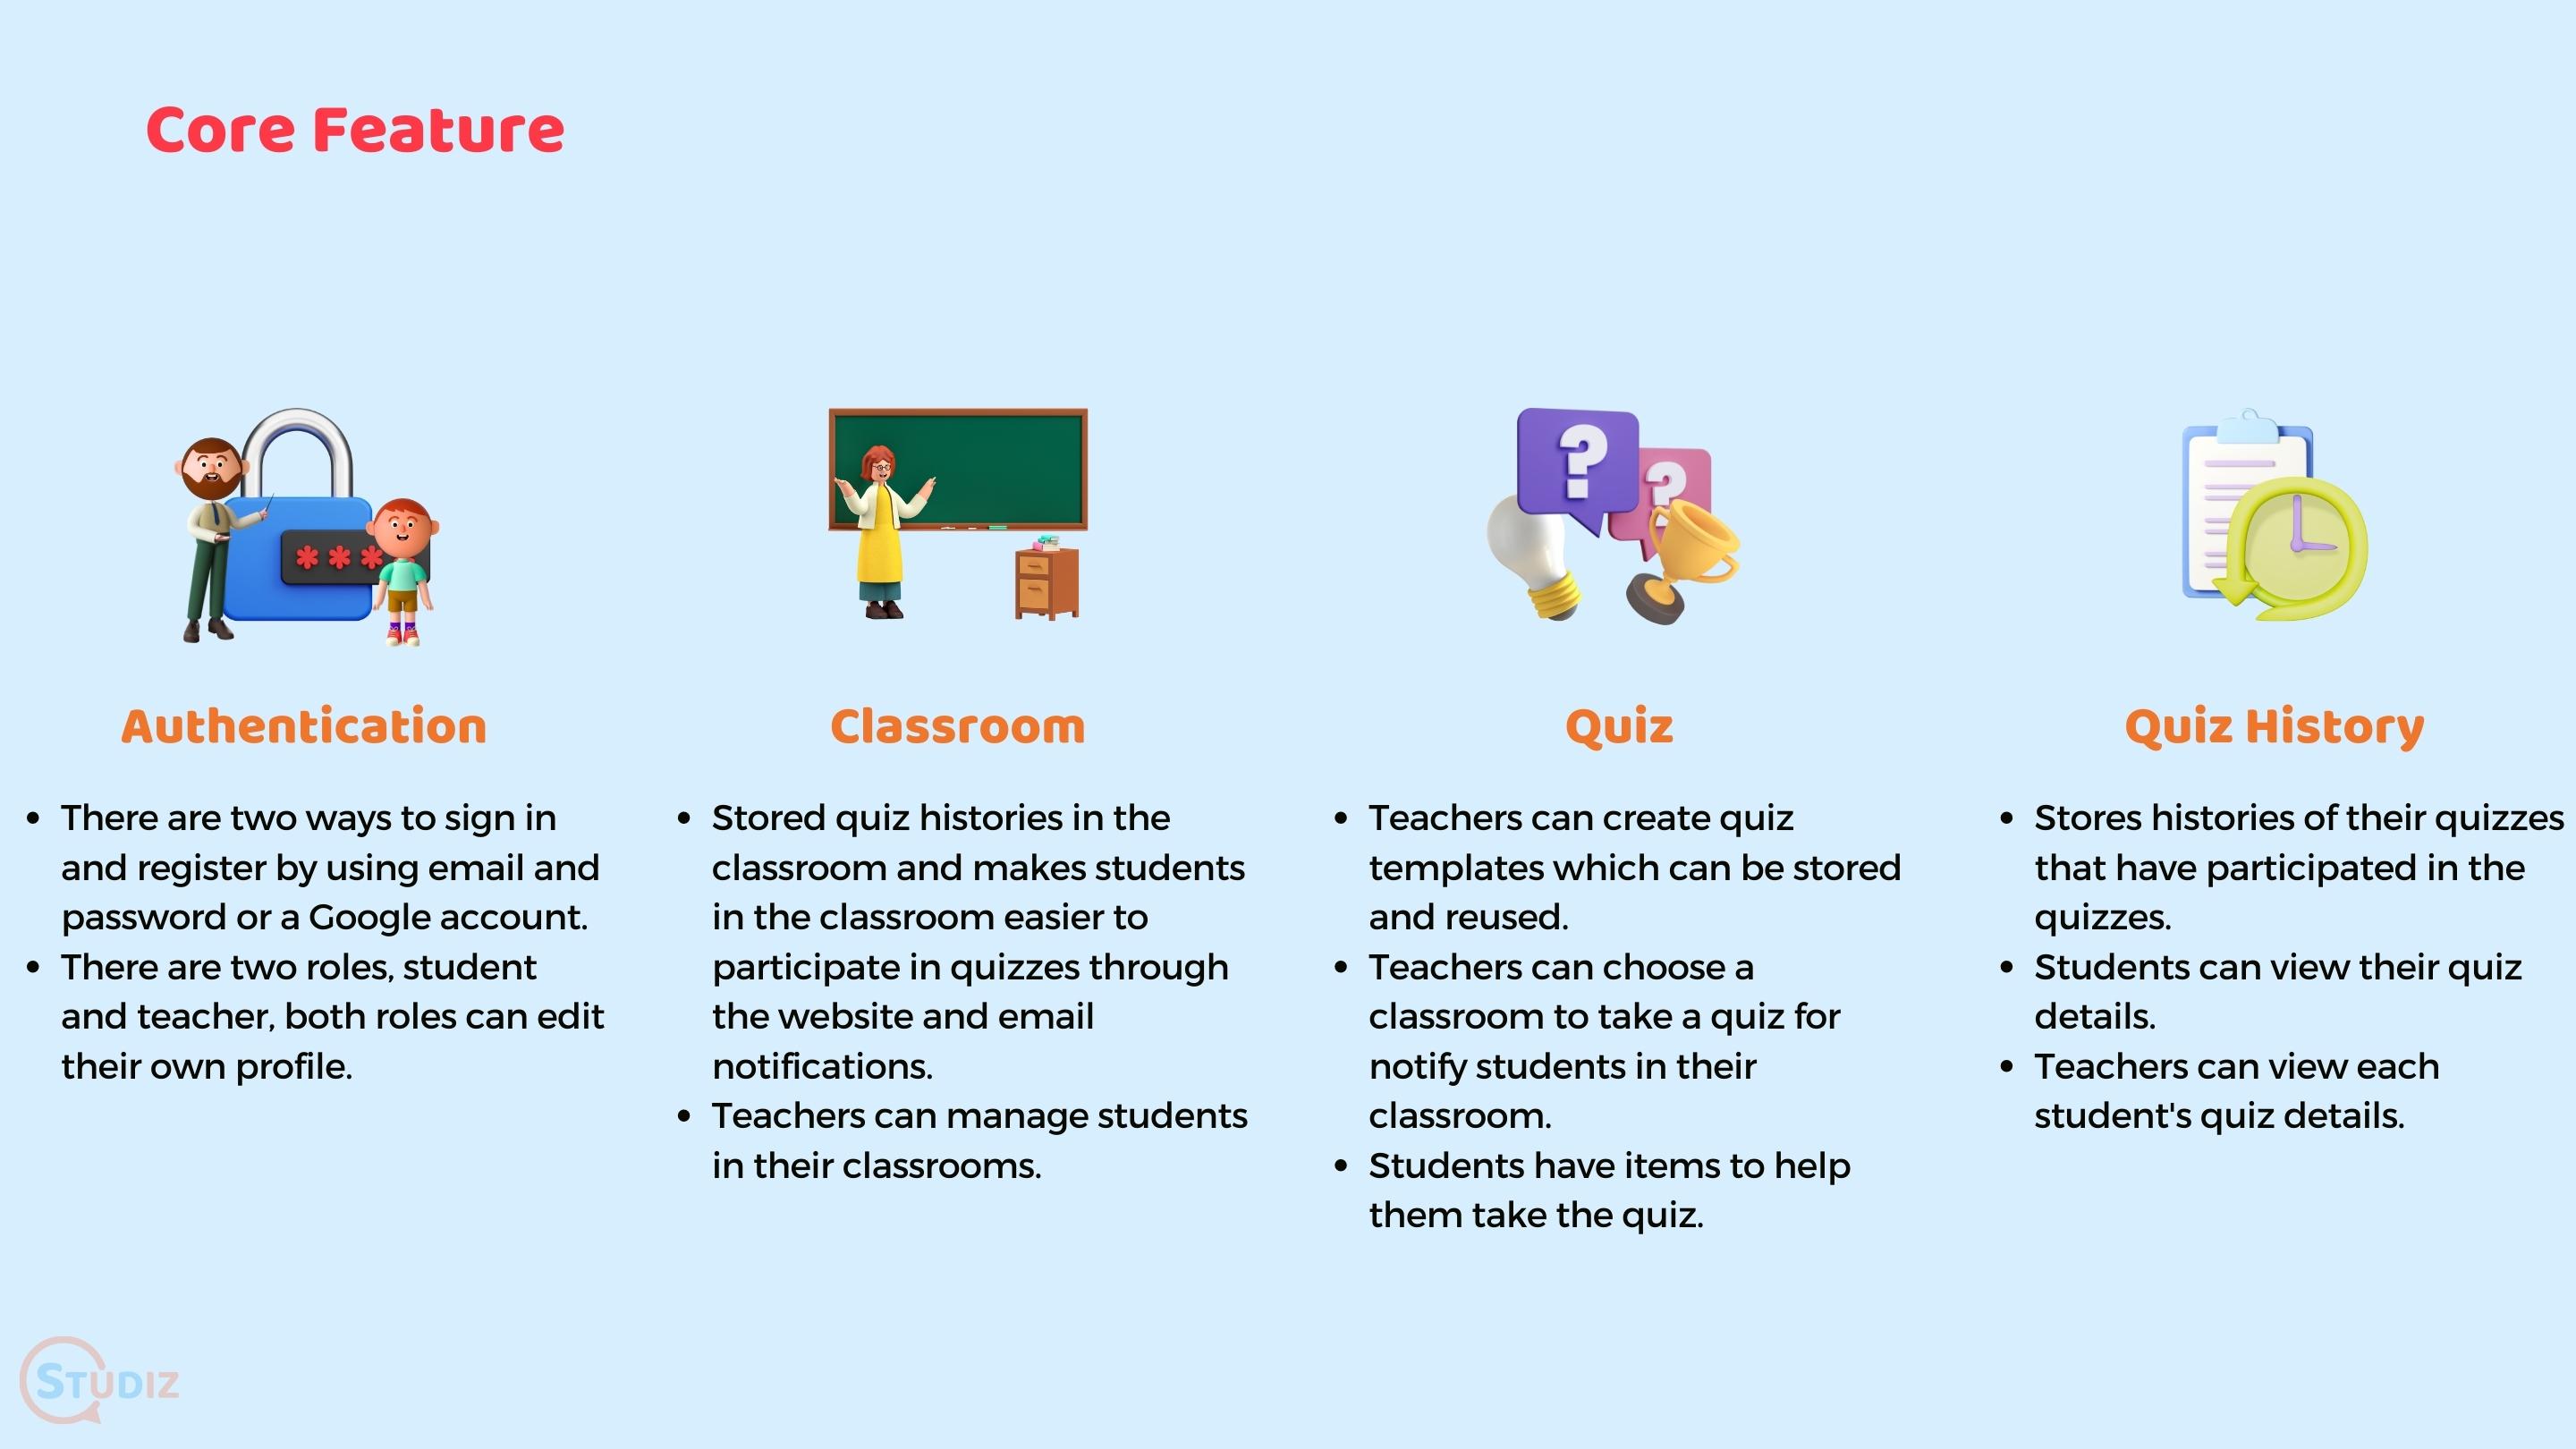 Core Feature
* * *
? ?
Authentication
There are two ways to sign in
and register by using email and
password or a Google account.
There are two roles, student
and teacher, both roles can edit
their own profile.
Classroom
Stored quiz histories in the
classroom and makes students
in the classroom easier to
participate in quizzes through
the website and email
notifications.
Teachers can manage students
in their classrooms.
Quiz
Teachers can create quiz
templates which can be stored
and reused.
Teachers can choose a
classroom to take a quiz for
notify students in their
classroom.
Students have items to help
them take the quiz.
Quiz History
Stores histories of their quizzes
that have participated in the
quizzes.
Students can view their quiz
details.
Teachers can view each
student's quiz details.
STUDIZ